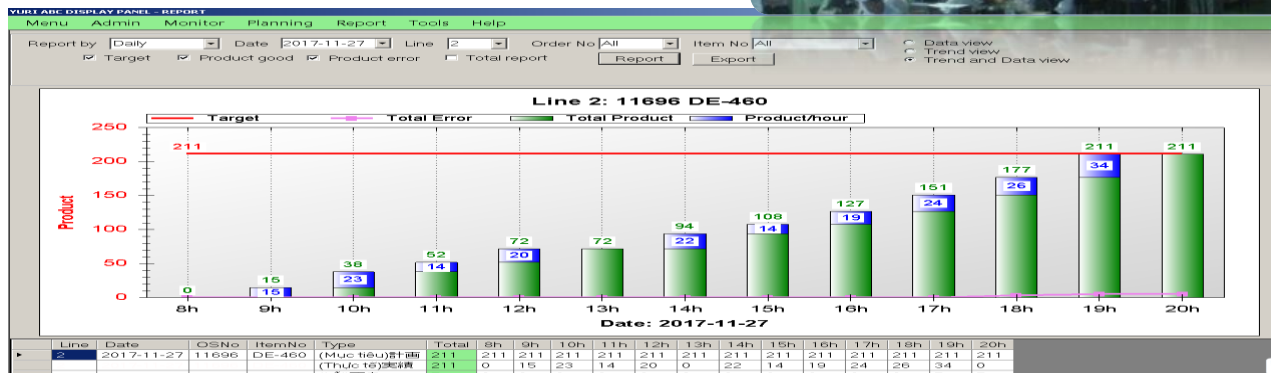 YURI ABC DISPLAY PANEL - REPORT
Menu Admin Monitor Planning Report Tools Help
Report by Daily Date 2017-11-27 Line 2 Order No All Item No All Data view
Trend view
Target Product good Product error Total report Report Export Trend and Data view
Line 2: 11696 DE-460
Target Total Error Total Product Product/hour
250
200
150
100
50
0
Product
211
0
15 15
38 23
52 14
72 20
72
94 22
108 14
127 19
151 24
177 26
211 34
211
8h 9h 10h 11h 12h 13h 14h 15h 16h 17h 18h 19h 20h
Date: 2017-11-27
Line Date OSNo ItemNo Type Total 8h 9h 10h 11h 12h 13h 14h 15h 16h 17h 18h 19h 20h
2 2017-11-27 11696 DE-460 (Mục tiêu)計画 211 211 211 211 211 211 211 211 211 211 211 211 211 211
(Thực tế)実績 211 0 15 23 14 20 0 22 14 19 24 26 34 0